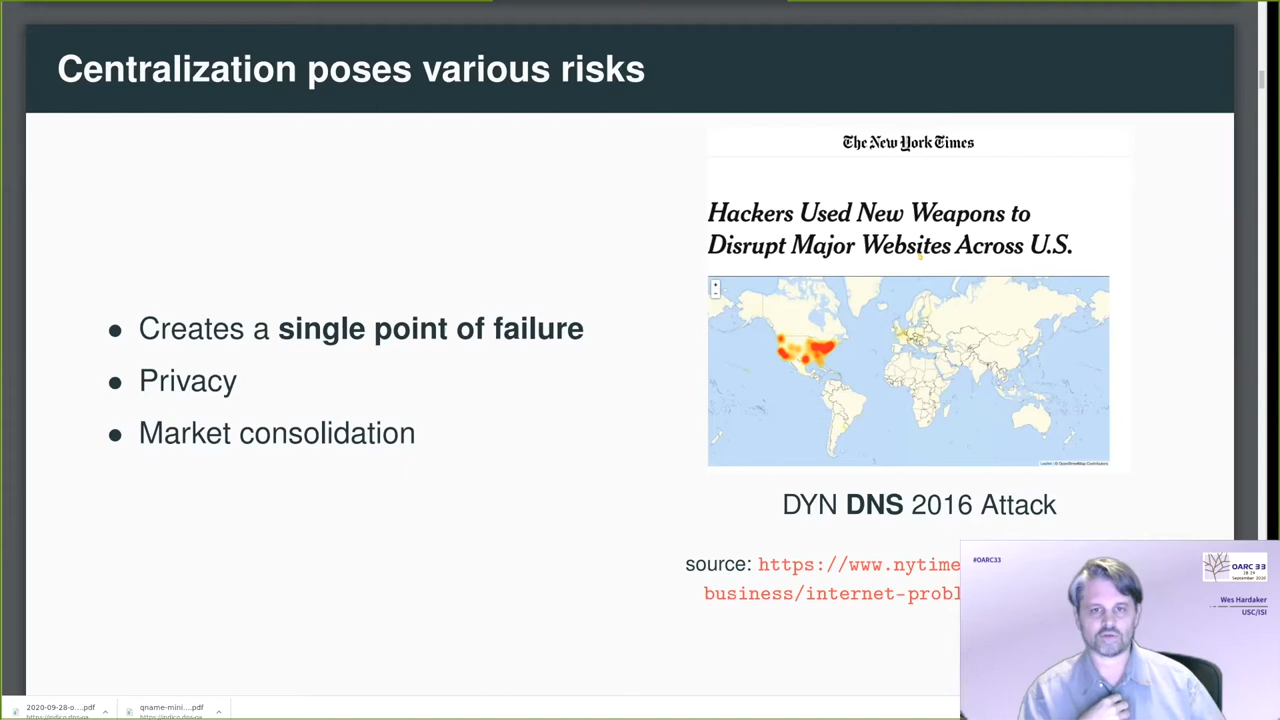 Centralization poses various risks
The New York Times
Hackers Used New Weapons to
Disrupt Major Websites Across U.S.
• Creates a single point of failure
• Privacy
• Market consolidation
DYN DNS 2016 Attack
source: https://www.nytime
business/internet-probl
#OARC33
OARC 33
September 2020
Wes Hardaker
USC/ISI
2020-09-28-o....pdf
qname-mini....pdf